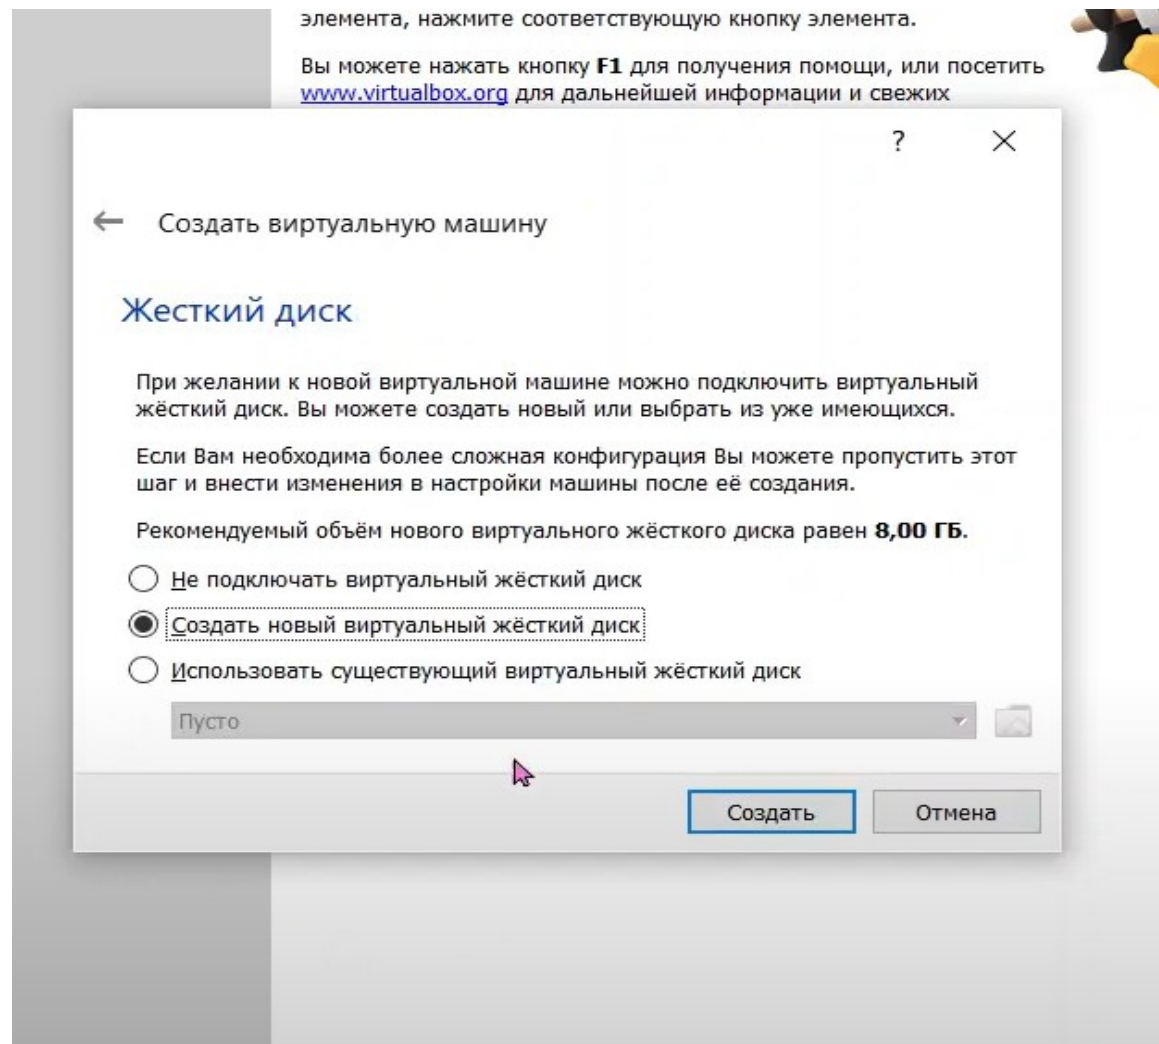 элемента, нажмите соответствующую кнопку элемента.
Вы можете нажать кнопку F1 для получения помощи, или посетить
www.virtualbox.org для дальнейшей информации и свежих
?
Создать виртуальную машину
Жесткий диск
При желании к новой виртуальной машине можно подключить виртуальный
жёсткий диск. Вы можете создать новый или выбрать из уже имеющихся.
Если Вам необходима более сложная конфигурация Вы можете пропустить этот
шаг и внести изменения в настройки машины после её создания.
Рекомендуемый объём нового виртуального жёсткого диска равен 8,00 ГБ.
Не подключать виртуальный жёсткий диск
Создать новый виртуальный жёсткий диск
Использовать существующий виртуальный жёсткий диск
Пусто
Создать
Отмена